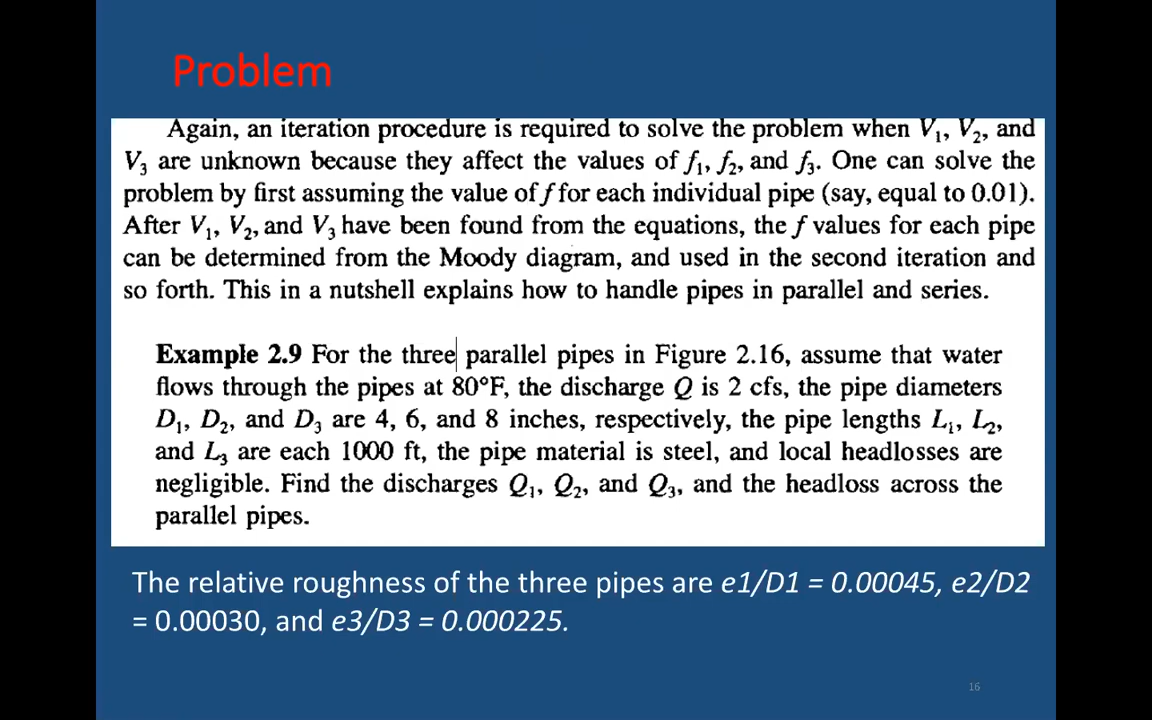 Problem
Again, an iteration procedure is required to solve the problem when V₁, V₂, and
V₃ are unknown because they affect the values of f₁, f₂, and f₃. One can solve the
problem by first assuming the value of f for each individual pipe (say, equal to 0.01).
After V₁, V₂, and V₃ have been found from the equations, the f values for each pipe
can be determined from the Moody diagram, and used in the second iteration and
so forth. This in a nutshell explains how to handle pipes in parallel and series.
Example 2.9 For the three parallel pipes in Figure 2.16, assume that water
flows through the pipes at 80°F, the discharge Q is 2 cfs, the pipe diameters
D₁, D₂, and D₃ are 4, 6, and 8 inches, respectively, the pipe lengths L₁, L₂,
and L₃ are each 1000 ft, the pipe material is steel, and local headlosses are
negligible. Find the discharges Q₁, Q₂, and Q₃, and the headloss across the
parallel pipes.
The relative roughness of the three pipes are e1/D1 = 0.00045, e2/D2
= 0.00030, and e3/D3 = 0.000225.
16